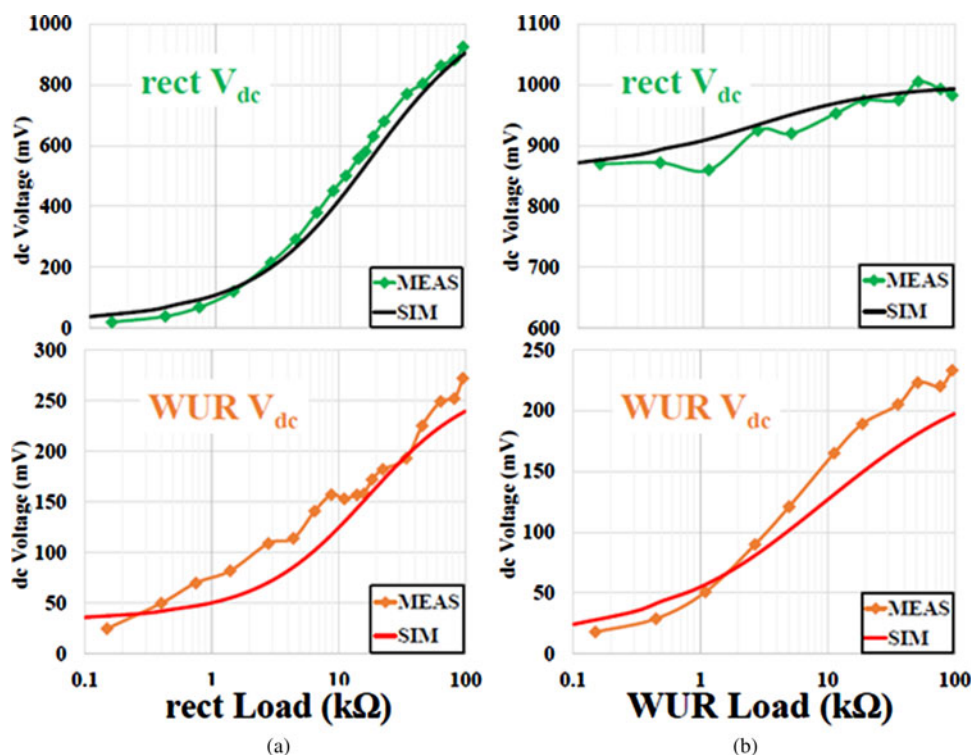 1000
800
600
400
200
0
dc Voltage (mV)
rect Vdc
MEAS
SIM
1100
1000
900
800
700
600
dc Voltage (mV)
rect Vdc
MEAS
SIM
300
250
200
150
100
50
0
dc Voltage (mV)
WUR Vdc
MEAS
SIM
0.1 1 10 100
rect Load (kΩ)
(a)
250
200
150
100
50
0
dc Voltage (mV)
WUR Vdc
MEAS
SIM
0.1 1 10 100
WUR Load (kΩ)
(b)